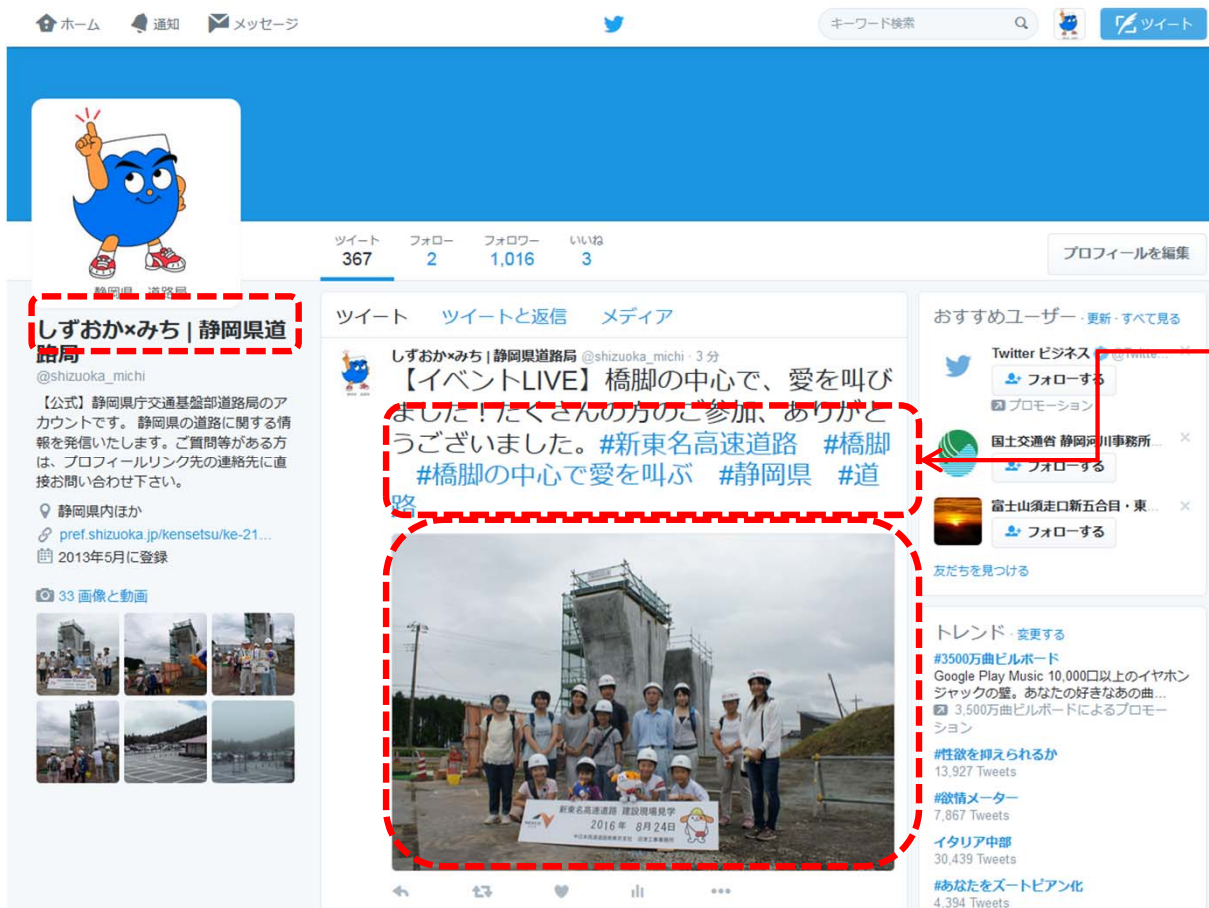 ホーム 通知 メッセージ キーワード検索 ツイート
静岡県 道路局
しずおか×みち | 静岡県道
路局
@shizuoka_michi
【公式】静岡県庁交通基盤部道路局のア
カウントです。 静岡県の道路に関する情
報を発信いたします。ご質問等がある方
は、プロフィールリンク先の連絡先に直
接お問い合わせ下さい。
静岡県内ほか
pref.shizuoka.jp/kensetsu/ke-21...
2013年5月に登録
33 画像と動画
ツイート フォロー フォロワー いいね
367 2 1,016 3
プロフィールを編集
ツイート ツイートと返信 メディア
しずおか×みち | 静岡県道路局 @shizuoka_michi · 3 分
【イベントLIVE】橋脚の中心で、愛を叫び
ました！たくさんの方のご参加、ありがと
うございました。#新東名高速道路 #橋脚
#橋脚の中心で愛を叫ぶ #静岡県 #道
路
新東名高速道路 建設現場見学
2016年 8月24日
おすすめユーザー · 更新 · すべて見る
Twitter ビジネス @Twitte...
フォローする
プロモーション
国土交通省 静岡河川事務所...
フォローする
富士山須走口新五合目・東...
フォローする
友だちを見つける
トレンド · 変更する
#3500万曲ビルボード
Google Play Music 10,000口以上のイヤホン
ジャックの壁。あなたの好きなあの曲...
3,500万曲ビルボードによるプロモー
ション
#性欲を抑えられるか
13,927 Tweets
#欲情メーター
7,867 Tweets
イタリア中部
30,439 Tweets
#あなたをズートピアン化
4,394 Tweets